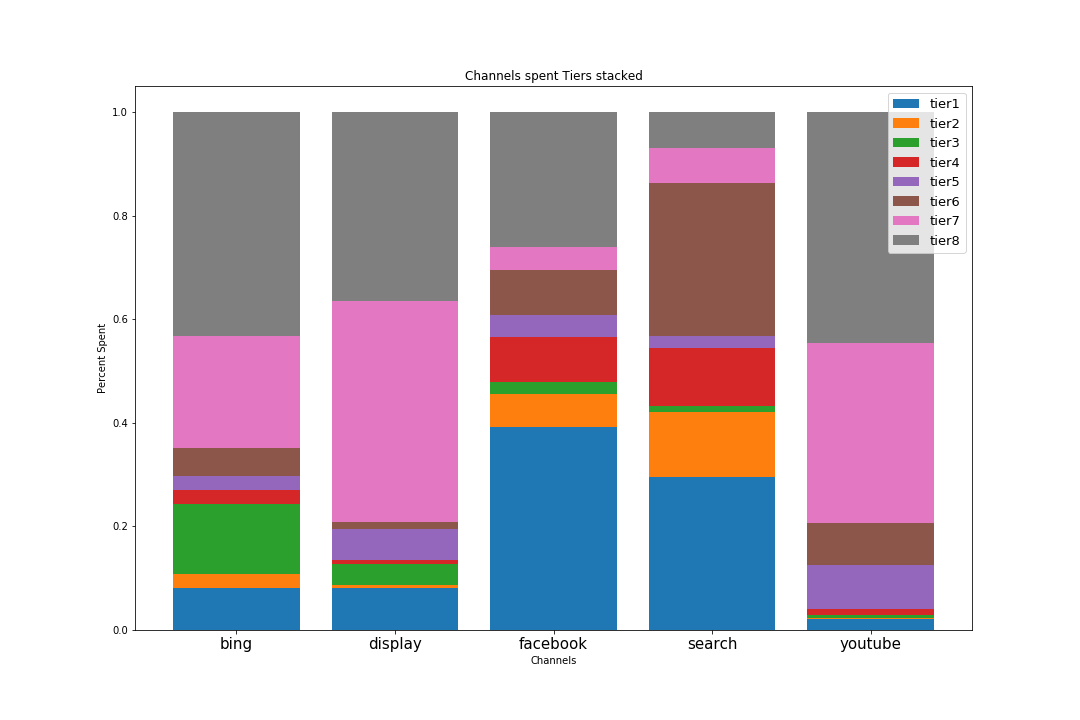 Channels spent Tiers stacked
1.0
0.8
0.6
0.4
0.2
0.0
Percent Spent
tier1
tier2
tier3
tier4
tier5
tier6
tier7
tier8
bing display facebook search youtube
Channels